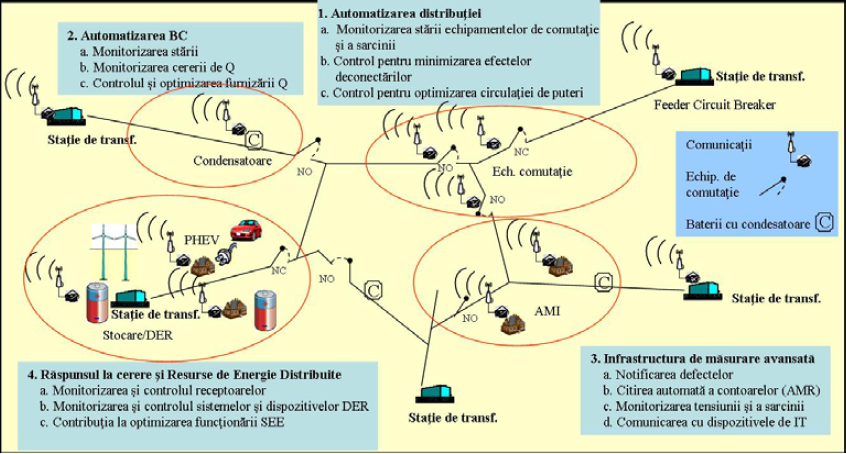 1. Automatizarea distribuției
a. Monitorizarea stării echipamentelor de comutație
și a sarcinii
b. Control pentru minimizarea efectelor
deconectărilor
c. Control pentru optimizarea circulației de puteri
2. Automatizarea BC
a. Monitorizarea stării
b. Monitorizarea cererii de Q
c. Controlul și optimizarea furnizării Q
Stație de transf.
Feeder Circuit Breaker
Stație de transf.
C
Condensatoare
NO
NO
NC
Ech. comutație
NO
Comunicații
Echip. de
comutație
Baterii cu condesatoare C
PHEV
NC
NO
C
Stație de transf.
Stocare/DER
C
AMI
NO
Stație de transf.
Stație de transf.
3. Infrastructura de măsurare avansată
a. Notificarea defectelor
b. Citirea automată a contoarelor (AMR)
c. Monitorizarea tensiunii și a sarcinii
d. Comunicarea cu dispozitivele de IT
4. Răspunsul la cerere și Resurse de Energie Distribuite
a. Monitorizarea și controlul receptoarelor
b. Monitorizarea și controlul sistemelor și dispozitivelor DER
c. Contribuția la optimizarea funcționării SEE